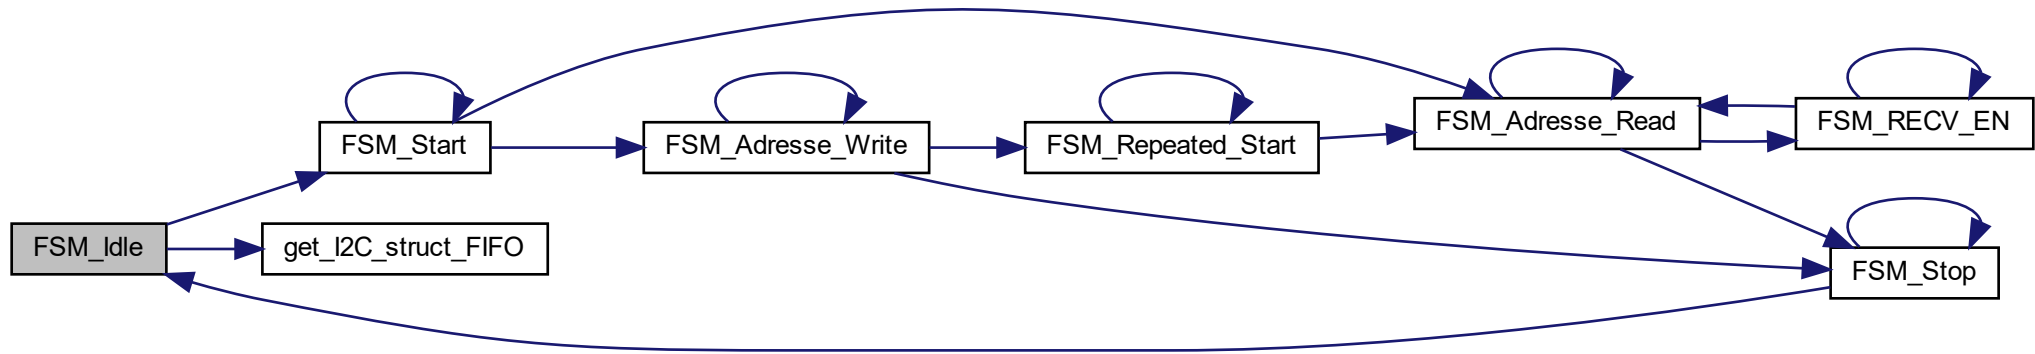 FSM_Idle
FSM_Start
get_I2C_struct_FIFO
FSM_Adresse_Write
FSM_Repeated_Start
FSM_Adresse_Read
FSM_RECV_EN
FSM_Stop